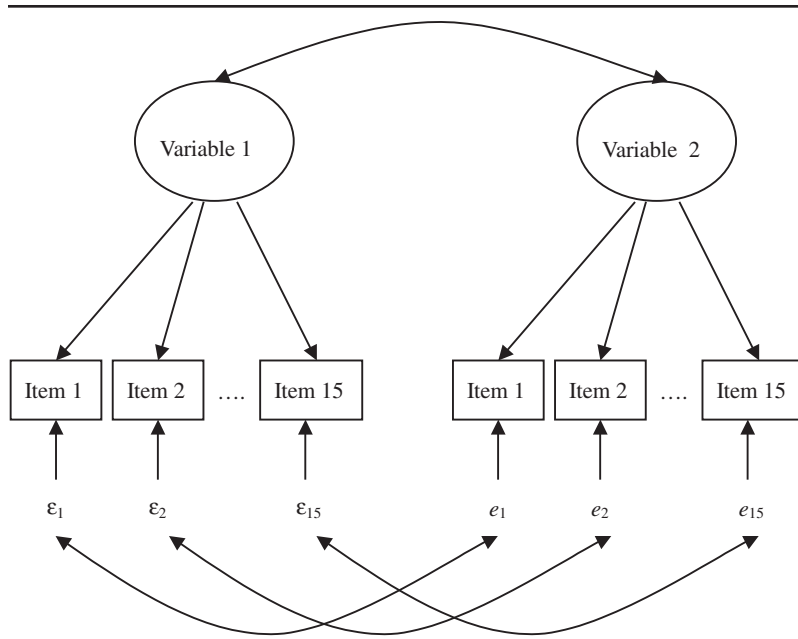 Variable 1
Variable 2
Item 1 Item 2 .... Item 15 Item 1 Item 2 .... Item 15
ε1 ε2 ε15 e1 e2 e15